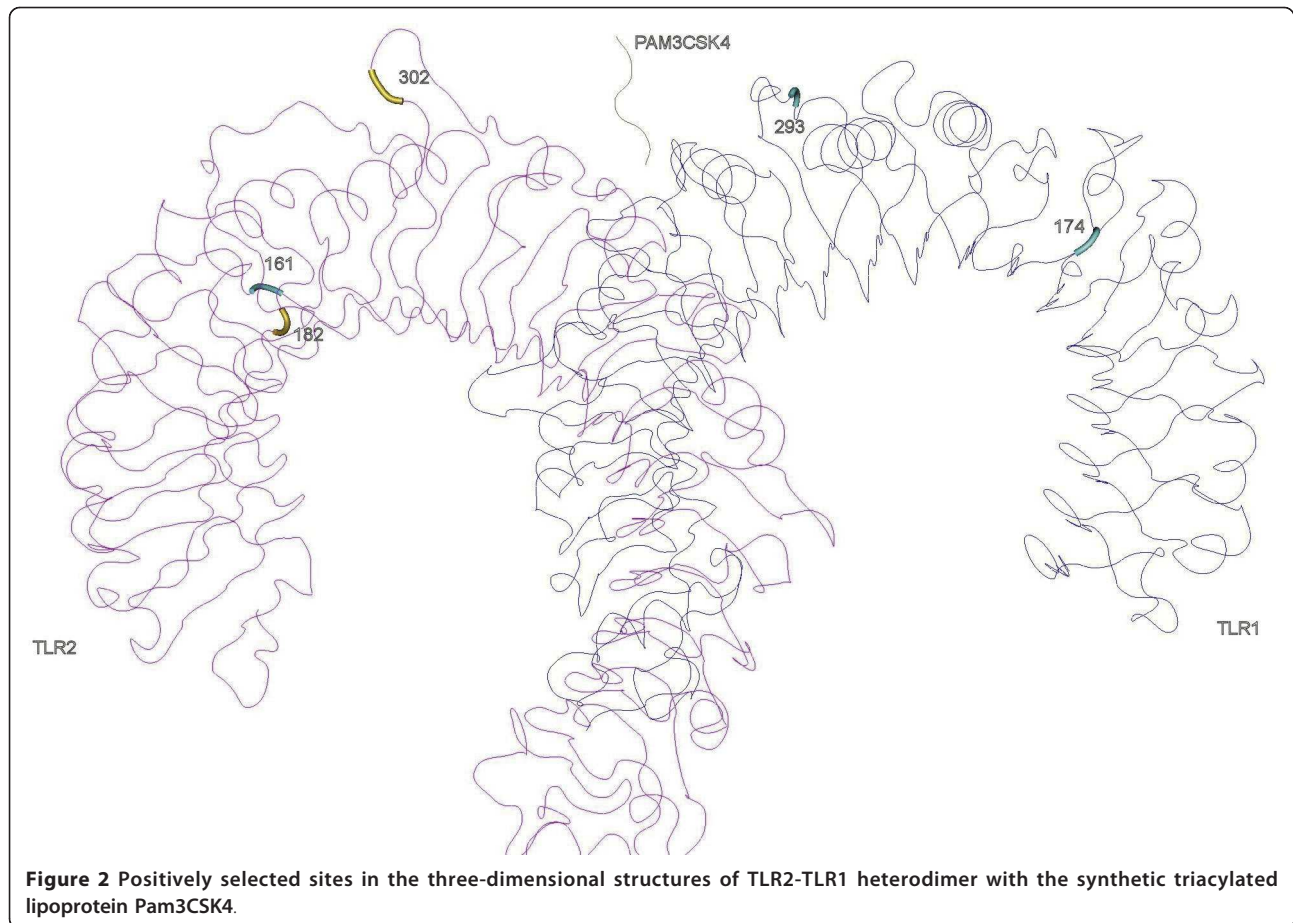 PAM3CSK4
302
293
174
161
182
TLR2
TLR1
Figure 2 Positively selected sites in the three-dimensional structures of TLR2-TLR1 heterodimer with the synthetic triacylated
lipoprotein Pam3CSK4.